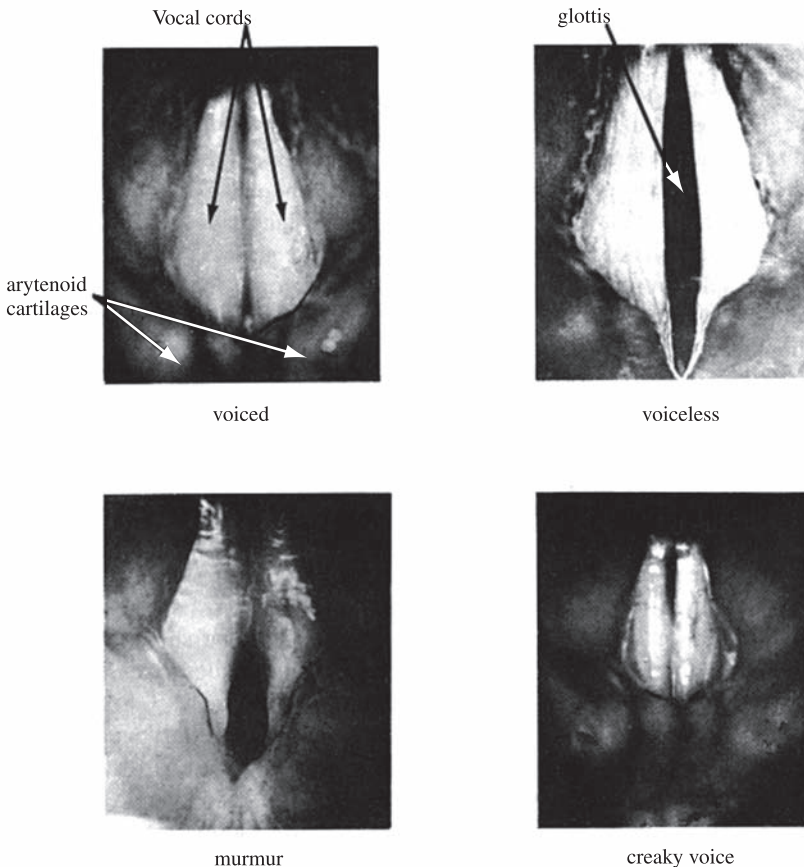 Vocal cords
glottis
arytenoid
cartilages
voiced
voiceless
murmur
creaky voice